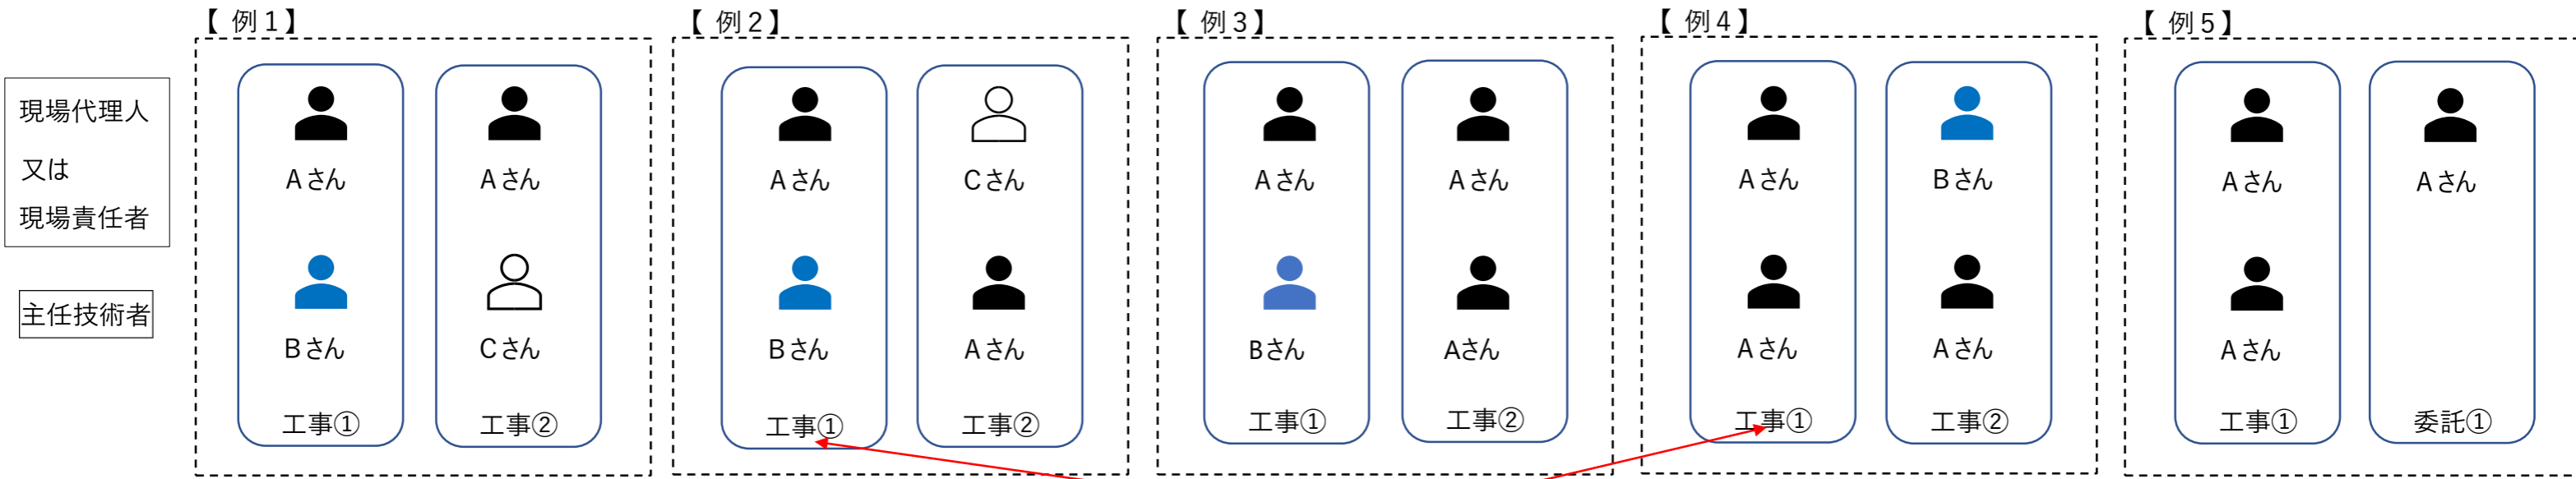 【 例1】
【 例2】
【 例3】
【 例4】
【 例5】
現場代理人
又は
現場責任者
主任技術者
Aさん
Aさん
Bさん
Cさん
工事①
工事②
Aさん
Cさん
Bさん
Aさん
工事①
工事②
Aさん
Aさん
Bさん
Aさん
工事①
工事②
Aさん
Bさん
Aさん
Aさん
工事①
工事②
Aさん
Aさん
Aさん
工事①
委託①